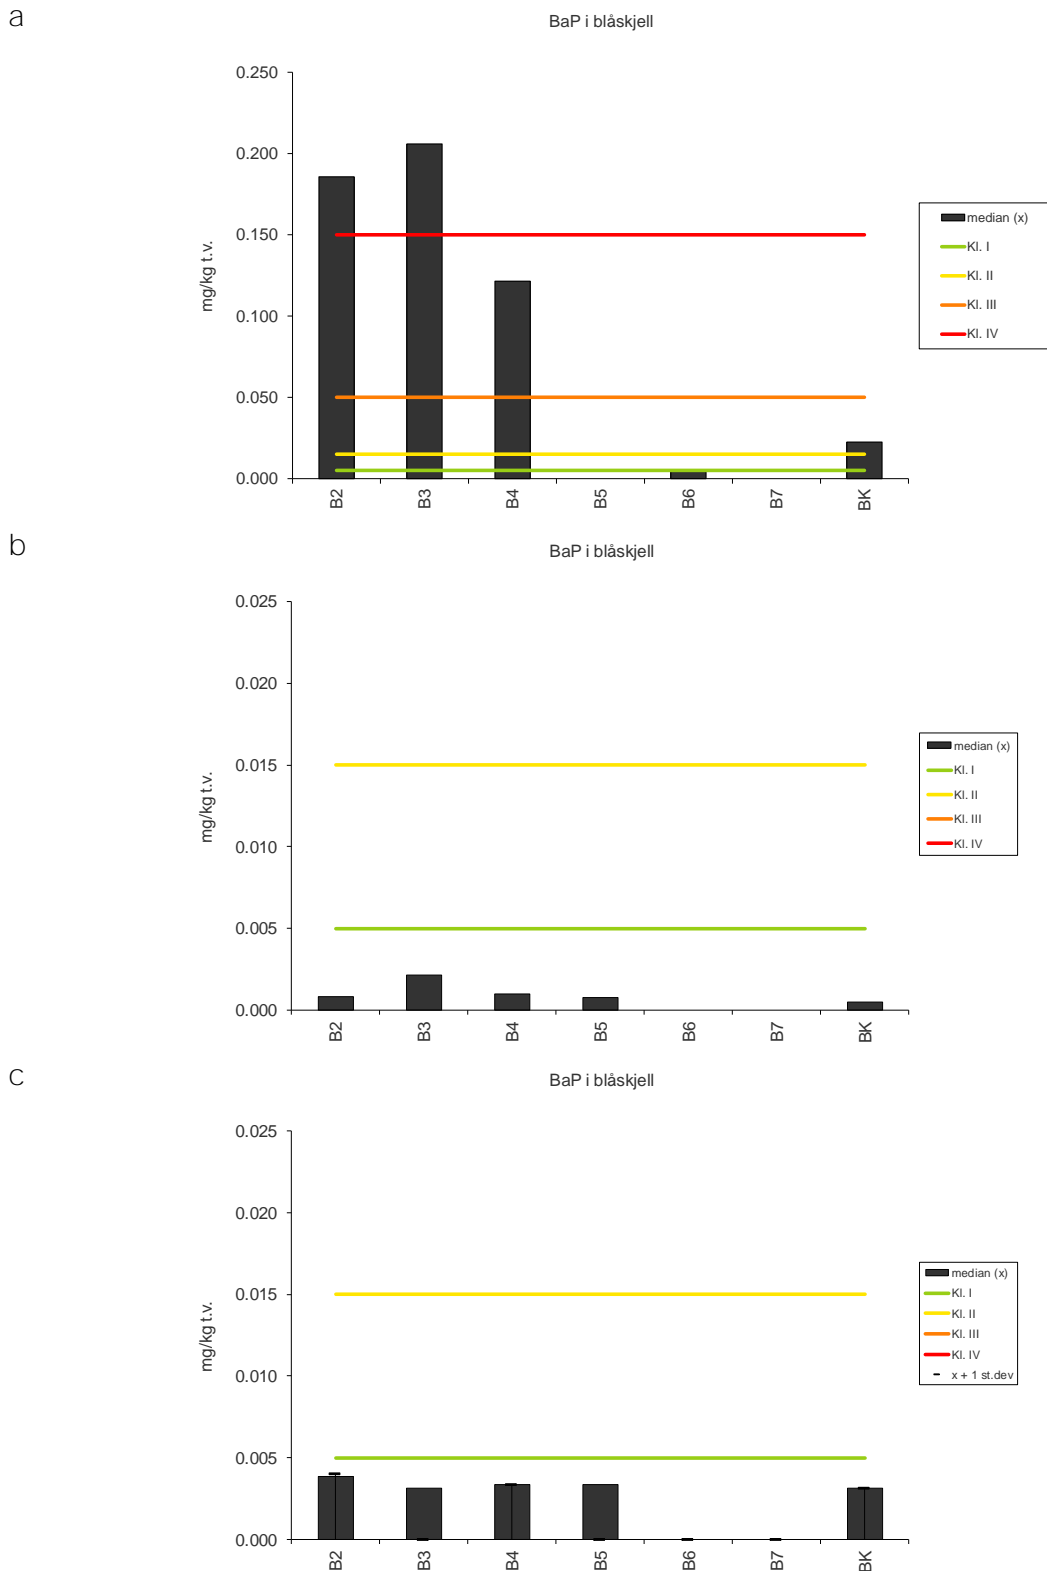 a
BaP i blåskjell
0.250
0.200
0.150
0.100
0.050
0.000
mg/kg t.v.
B2 B3 B4 B5 B6 B7 BK
median (x)
Kl. I
Kl. II
Kl. III
Kl. IV
b
BaP i blåskjell
0.025
0.020
0.015
0.010
0.005
0.000
mg/kg t.v.
B2 B3 B4 B5 B6 B7 BK
median (x)
Kl. I
Kl. II
Kl. III
Kl. IV
c
BaP i blåskjell
0.025
0.020
0.015
0.010
0.005
0.000
mg/kg t.v.
B2 B3 B4 B5 B6 B7 BK
median (x)
Kl. I
Kl. II
Kl. III
Kl. IV
x + 1 st.dev